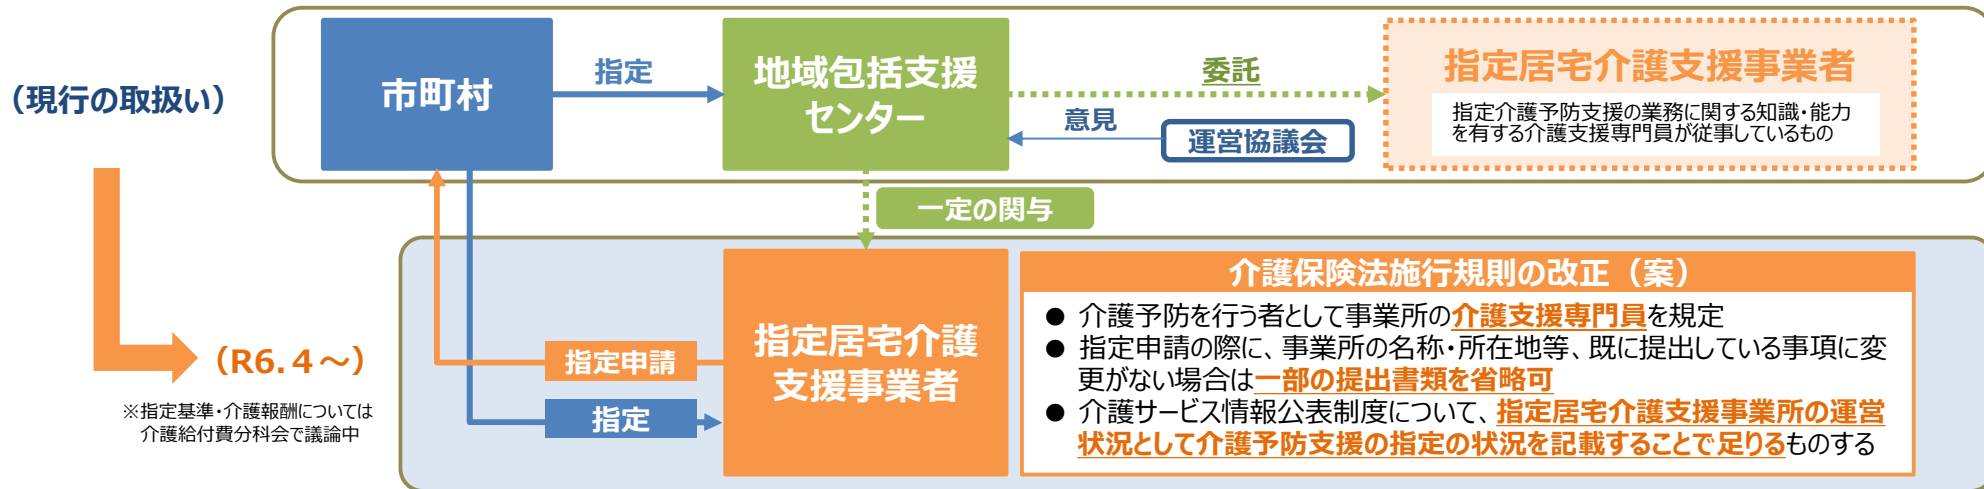 （現行の取扱い）
市町村
指定
地域包括支援
センター
委託
意見
運営協議会
指定居宅介護支援事業者
指定介護予防支援の業務に関する知識・能力
を有する介護支援専門員が従事しているもの
一定の関与
（R6.４～）
※指定基準・介護報酬については
介護給付費分科会で議論中
指定申請
指定
指定居宅介護
支援事業者
介護保険法施行規則の改正（案）
● 介護予防を行う者として事業所の介護支援専門員を規定
● 指定申請の際に、事業所の名称・所在地等、既に提出している事項に変
更がない場合は一部の提出書類を省略可
● 介護サービス情報公表制度について、指定居宅介護支援事業所の運営
状況として介護予防支援の指定の状況を記載することで足りるものする